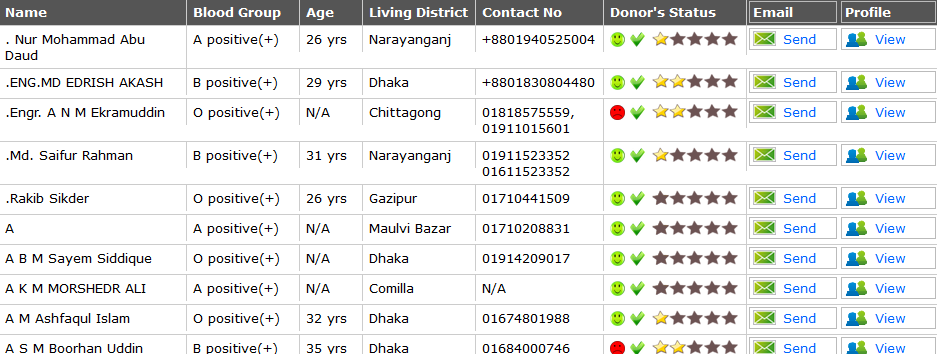 Name Blood Group Age Living District Contact No Donor's Status Email Profile
. Nur Mohammad Abu A positive(+) 26 yrs Narayanganj +8801940525004 Send View
Daud
.ENG.MD EDRISH AKASH B positive(+) 29 yrs Dhaka +8801830804480 Send View
.Engr. A N M Ekramuddin O positive(+) N/A Chittagong 01818575559, Send View
01911015601
.Md. Saifur Rahman B positive(+) 31 yrs Narayanganj 01911523352 Send View
01611523352
.Rakib Sikder O positive(+) 26 yrs Gazipur 01710441509 Send View
A A positive(+) N/A Maulvi Bazar 01710208831 Send View
A B M Sayem Siddique O positive(+) N/A Dhaka 01914209017 Send View
A K M MORSHEDR ALI A positive(+) N/A Comilla N/A Send View
A M Ashfaqul Islam O positive(+) 32 yrs Dhaka 01674801988 Send View
A S M Boorhan Uddin B positive(+) 35 yrs Dhaka 01684000746 Send View